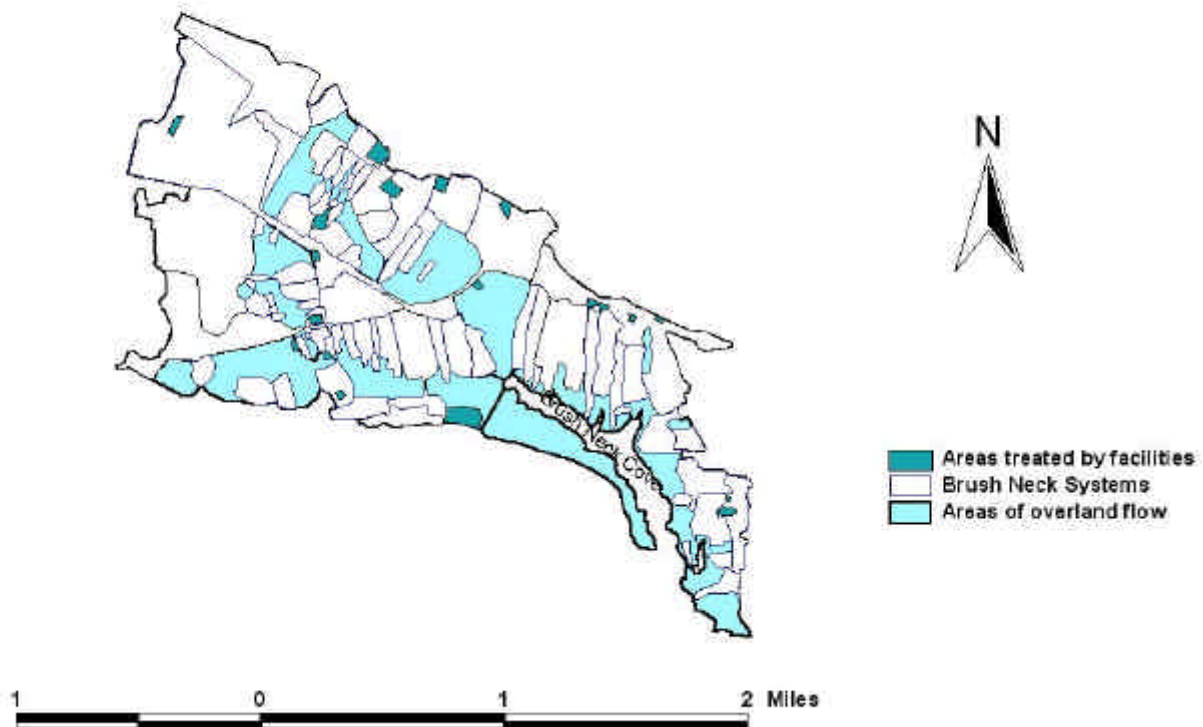 N
Brush Neck Cove
Areas treated by facilities
Brush Neck Systems
Areas of overland flow
1 0 1 2 Miles